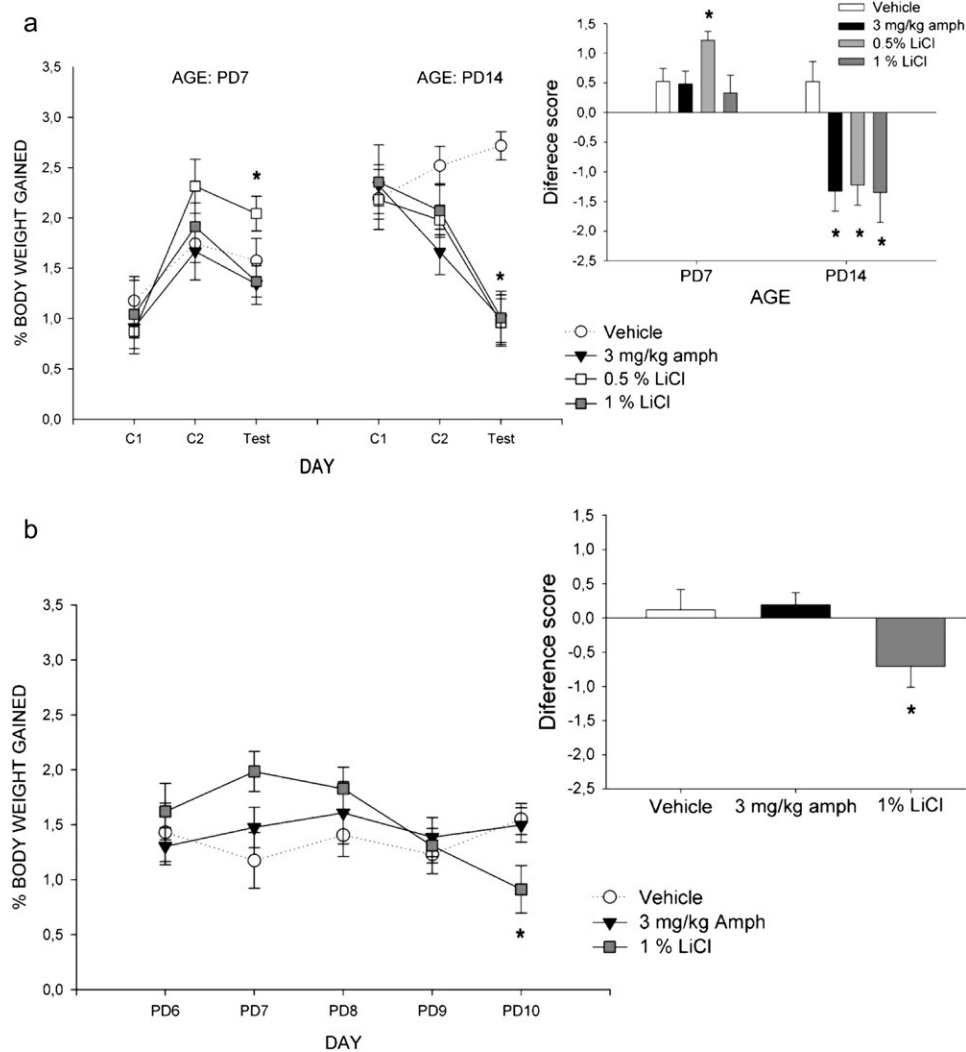 a
AGE: PD7
AGE: PD14
% BODY WEIGHT GAINED
3,5
3,0
2,5
2,0
1,5
1,0
0,5
0,0
*
*
C1
C2
Test
C1
C2
Test
DAY
Vehicle
3 mg/kg amph
0.5% LiCl
1 % LiCl
Diferece score
1,5
1,0
0,5
0,0
-0,5
-1,0
-1,5
-2,0
-2,5
*
* * *
PD7
PD14
AGE
Vehicle
3 mg/kg amph
0.5 % LiCl
1 % LiCl
b
% BODY WEIGHT GAINED
3,5
3,0
2,5
2,0
1,5
1,0
0,5
0,0
*
PD6
PD7
PD8
PD9
PD10
DAY
Diference score
1,5
1,0
0,5
0,0
-0,5
-1,0
-1,5
-2,0
-2,5
*
Vehicle
3 mg/kg amph
1% LiCl
Vehicle
3 mg/kg Amph
1 % LiCl